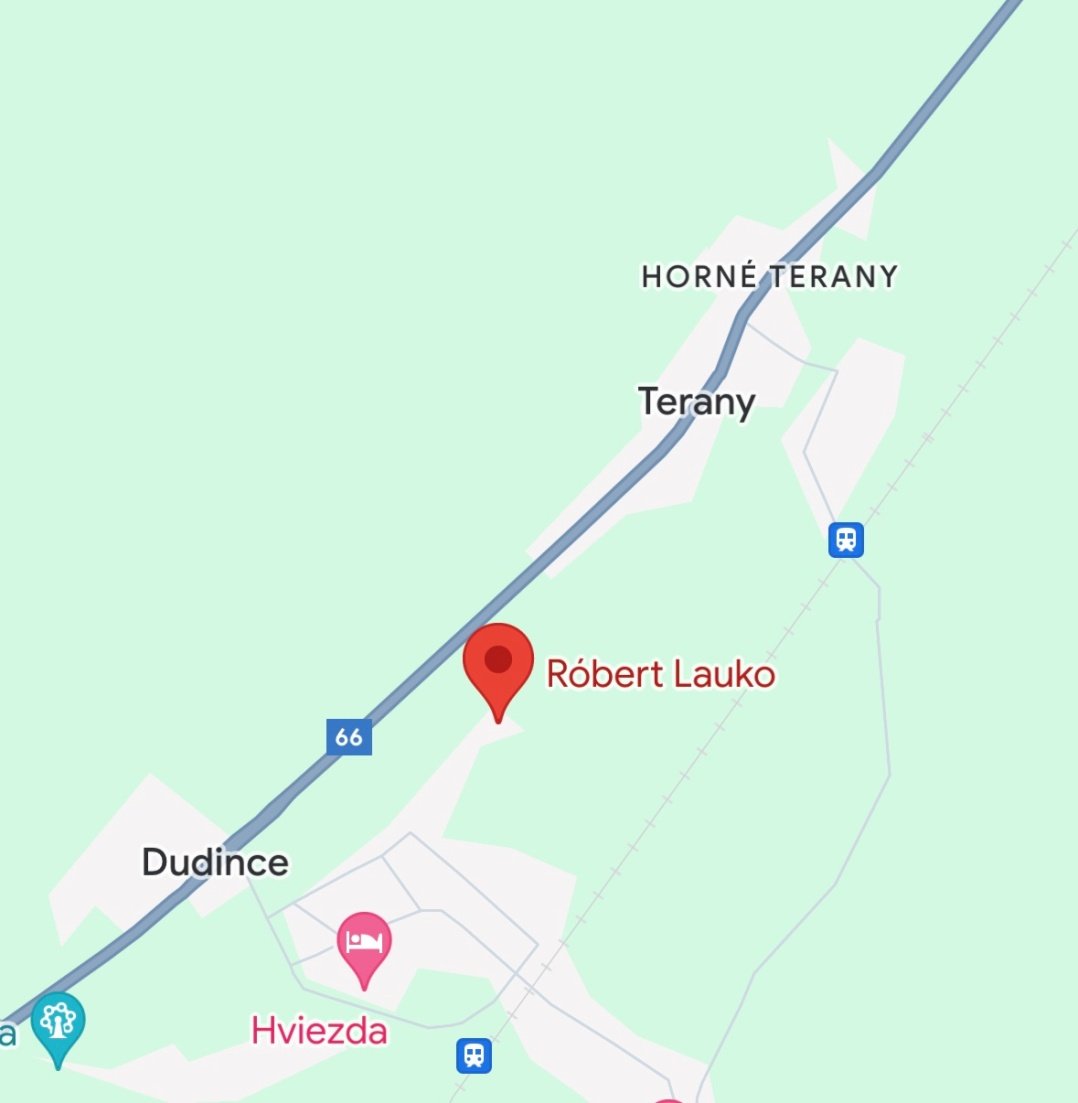 HORNÉ TERANY
Terany
Róbert Lauko
66
Dudince
a
Hviezda